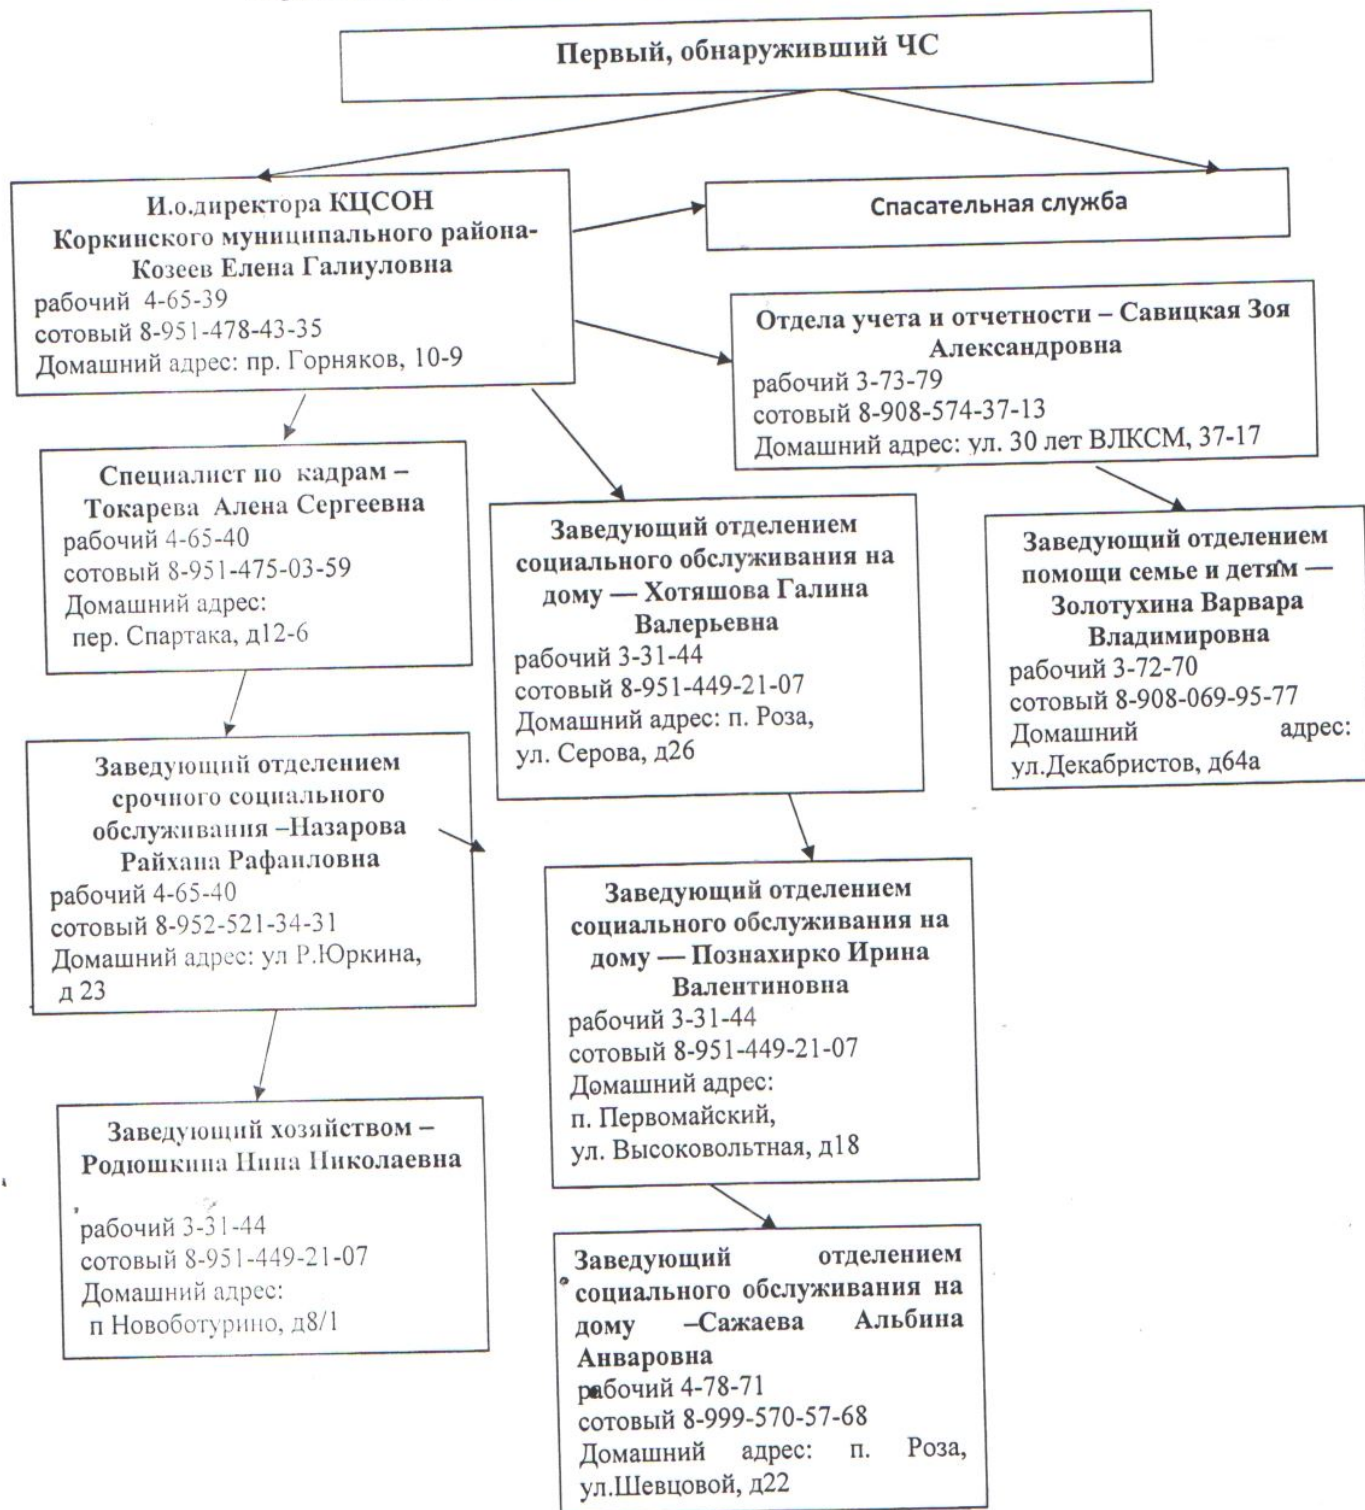 Первый, обнаруживший ЧС
И.о.директора КЦСОН
Коркинского муниципального района-
Козеев Елена Галиуловна
рабочий 4-65-39
сотовый 8-951-478-43-35
Домашний адрес: пр. Горняков, 10-9
Спасательная служба
Отдела учета и отчетности – Савицкая Зоя
Александровна
рабочий 3-73-79
сотовый 8-908-574-37-13
Домашний адрес: ул. 30 лет ВЛКСМ, 37-17
Специалист по кадрам –
Токарева Алена Сергеевна
рабочий 4-65-40
сотовый 8-951-475-03-59
Домашний адрес:
пер. Спартака, д12-6
Заведующий отделением
социального обслуживания на
дому — Хотяшова Галина
Валерьевна
рабочий 3-31-44
сотовый 8-951-449-21-07
Домашний адрес: п. Роза,
ул. Серова, д26
Заведующий отделением
помощи семье и детям —
Золотухина Варвара
Владимировна
рабочий 3-72-70
сотовый 8-908-069-95-77
Домашний адрес:
ул.Декабристов, д64а
Заведующий отделением
срочного социального
обслуживания –Назарова
Райхана Рафаиловна
рабочий 4-65-40
сотовый 8-952-521-34-31
Домашний адрес: ул Р.Юркина,
д 23
Заведующий отделением
социального обслуживания на
дому — Познахирко Ирина
Валентиновна
рабочий 3-31-44
сотовый 8-951-449-21-07
Домашний адрес:
п. Первомайский,
ул. Высоковольтная, д18
Заведующий хозяйством –
Родюшкина Нина Николаевна
рабочий 3-31-44
сотовый 8-951-449-21-07
Домашний адрес:
п Новоботурино, д8/1
Заведующий отделением
социального обслуживания на
дому –Сажаева Альбина
Анваровна
рабочий 4-78-71
сотовый 8-999-570-57-68
Домашний адрес: п. Роза,
ул.Шевцовой, д22